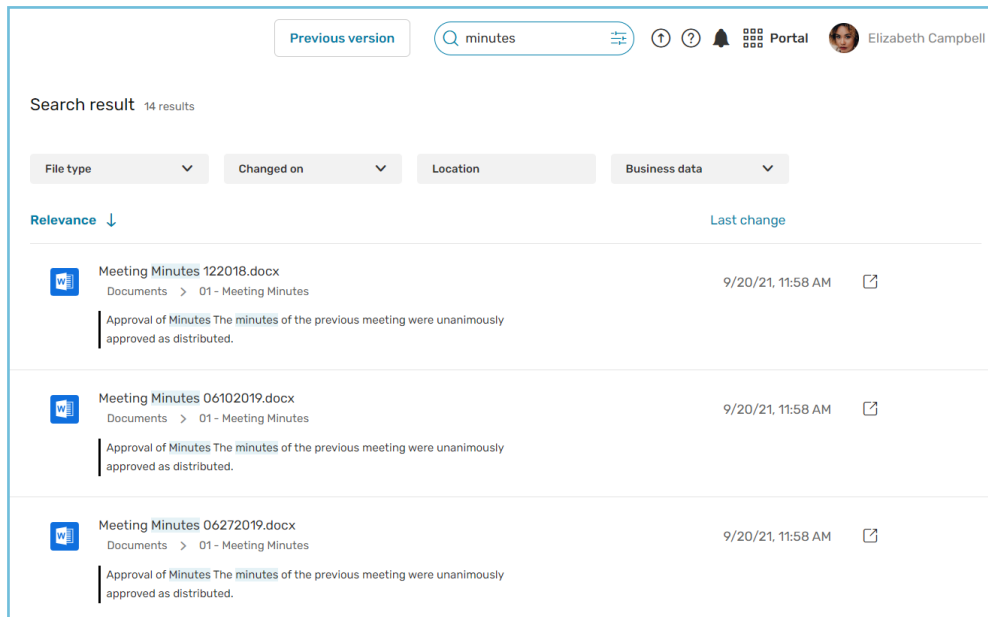 Previous version
minutes
Portal
Elizabeth Campbell
Search result 14 results
File type
Changed on
Location
Business data
Relevance
Last change
Meeting Minutes 122018.docx
Documents > 01 - Meeting Minutes
9/20/21, 11:58 AM
Approval of Minutes The minutes of the previous meeting were unanimously
approved as distributed.
Meeting Minutes 06102019.docx
Documents > 01 - Meeting Minutes
9/20/21, 11:58 AM
Approval of Minutes The minutes of the previous meeting were unanimously
approved as distributed.
Meeting Minutes 06272019.docx
Documents > 01 - Meeting Minutes
9/20/21, 11:58 AM
Approval of Minutes The minutes of the previous meeting were unanimously
approved as distributed.